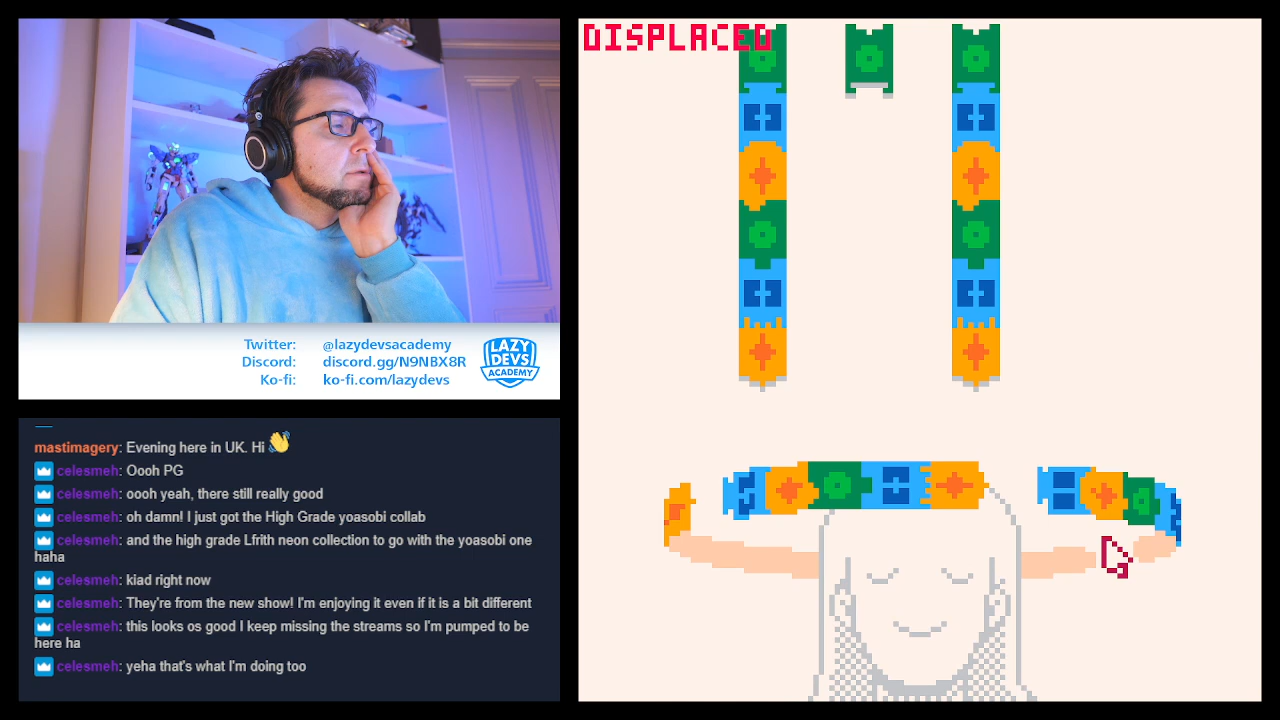 DISPLACED
Twitter: @lazydevsacademy
Discord: discord.gg/N9NBX8R
Ko-fi: ko-fi.com/lazydevs
LAZY
DEVS
ACADEMY
mastimagery: Evening here in UK. Hi 👋
celesmeh: Oooh PG
celesmeh: oooh yeah, there still really good
celesmeh: oh damn! I just got the High Grade yoasobi collab
celesmeh: and the high grade Lfrith neon collection to go with the yoasobi one
haha
celesmeh: kiad right now
celesmeh: They're from the new show! I'm enjoying it even if it is a bit different
celesmeh: this looks os good I keep missing the streams so I'm pumped to be
here ha
celesmeh: yeha that's what I'm doing too